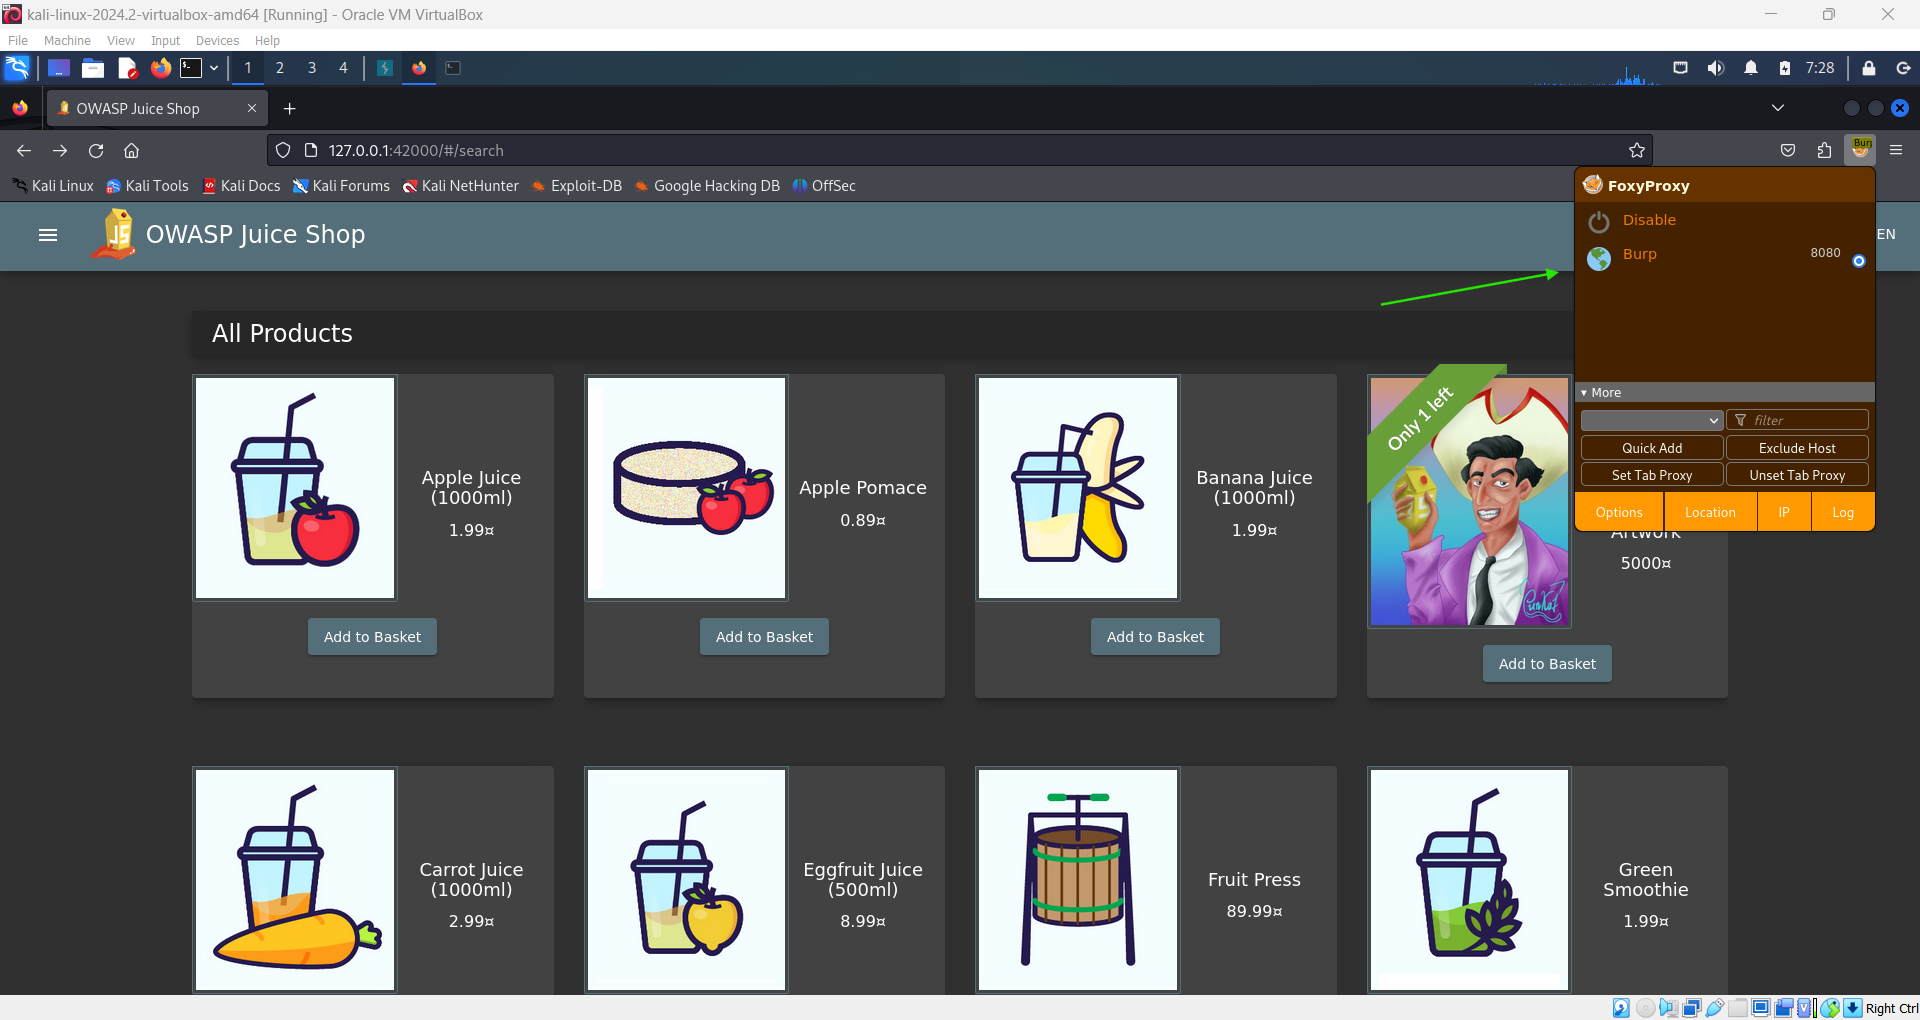 kali-linux-2024.2-virtualbox-amd64 [Running] - Oracle VM VirtualBox
File Machine View Input Devices Help
1 2 3 4 7:28
OWASP Juice Shop
127.0.0.1:42000/#/search
Burp
Kali Linux Kali Tools Kali Docs Kali Forums Kali NetHunter Exploit-DB Google Hacking DB OffSec
OWASP Juice Shop
EN
FoxyProxy
Disable
Burp 8080
More
filter
Quick Add Exclude Host
Set Tab Proxy Unset Tab Proxy
Options Location IP Log
All Products
Apple Juice
(1000ml)
1.99¤
Add to Basket
Apple Pomace
0.89¤
Add to Basket
Banana Juice
(1000ml)
1.99¤
Add to Basket
Only 1 left
Artwork
5000¤
Add to Basket
Carrot Juice
(1000ml)
2.99¤
Eggfruit Juice
(500ml)
8.99¤
Fruit Press
89.99¤
Green
Smoothie
1.99¤
Right Ctrl